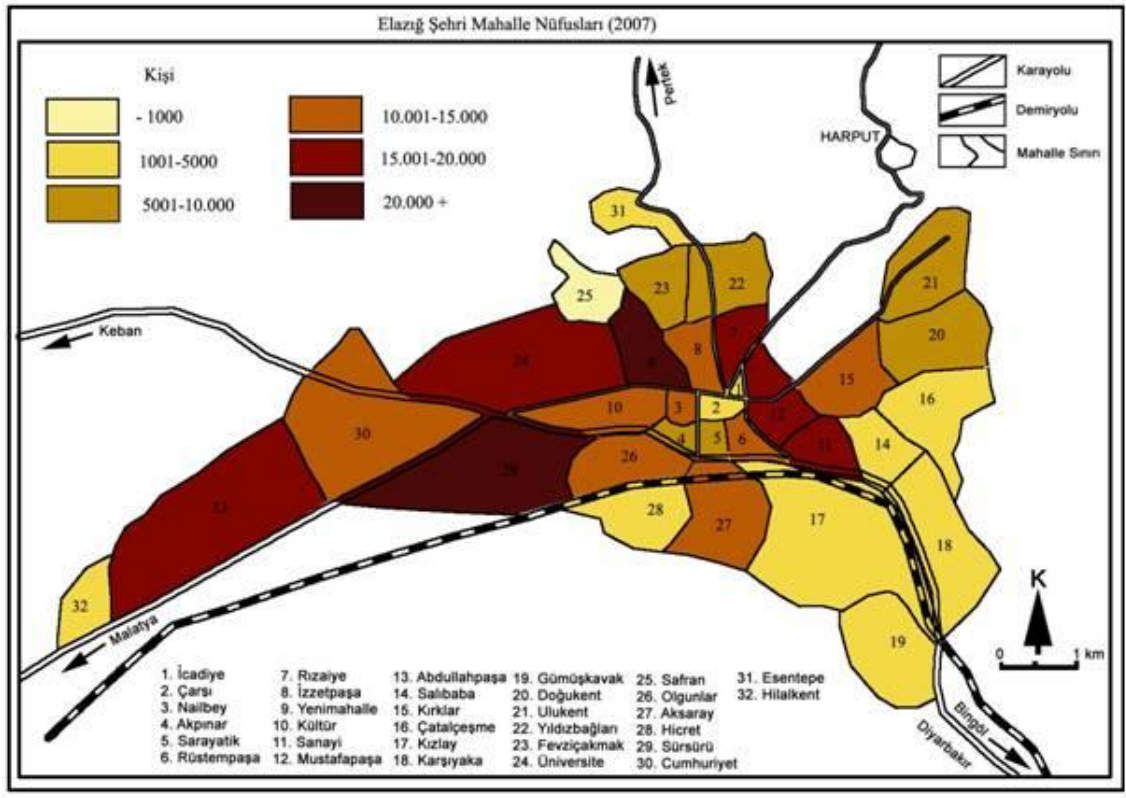 Elazığ Şehri Mahalle Nüfusları (2007)
Kişi
- 1000
1001-5000
5001-10.000
10.001-15.000
15.001-20.000
20.000 +
Karayolu
Demiryolu
Mahalle Sınırı
Pertek
HARPUT
31
25
23
22
21
20
7
8
9
24
15
16
1
2
3
10
12
30
4
5
6
11
14
26
29
13
28
27
17
18
32
19
Keban
Malatya
K
0 1 km
Bingöl
Diyarbakır
1. İcadiye
2. Çarşı
3. Nailbey
4. Akpınar
5. Sarayatik
6. Rüstempaşa
7. Rızaiye
8. İzzetpaşa
9. Yenimahalle
10. Kültür
11. Sanayi
12. Mustafapaşa
13. Abdullahpaşa
14. Salıbaba
15. Kırklar
16. Çatalçeşme
17. Kızlay
18. Karşıyaka
19. Gümüşkavak
20. Doğukent
21. Ulukent
22. Yıldızbağları
23. Fevziçakmak
24. Üniversite
25. Safran
26. Olgunlar
27. Aksaray
28. Hicret
29. Sürsürü
30. Cumhuriyet
31. Esentepe
32. Hilalkent